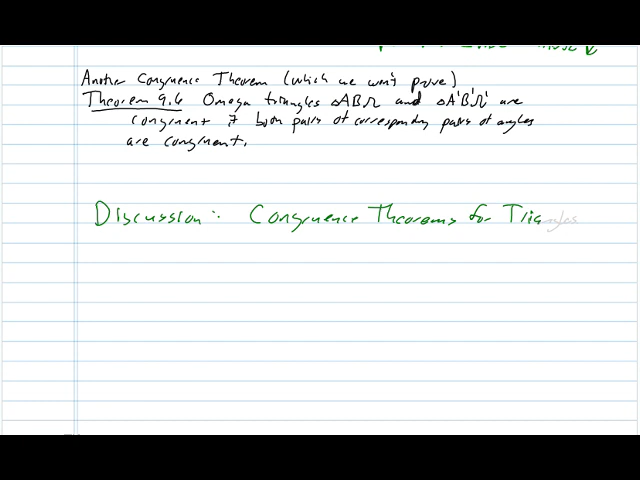 Another Congruence Theorem (which we won't prove)
Theorem 9.6 Omega triangles △ABΩ and △A'B'Ω' are
congruent if both pairs of corresponding pairs of angles
are congruent.
Discussion: Congruence Theorems for Triangles